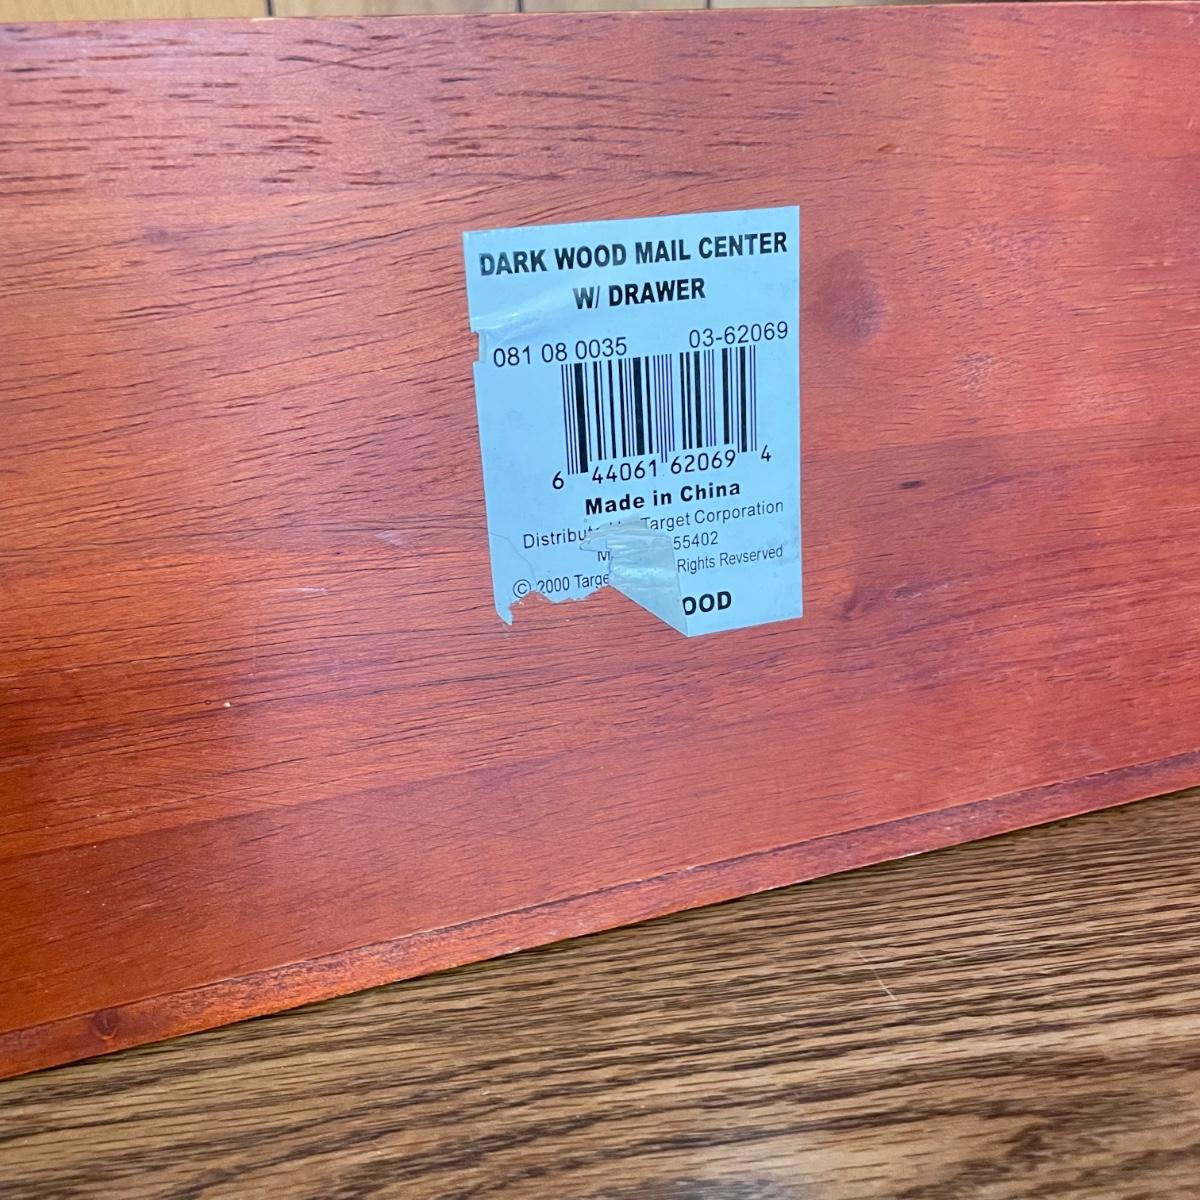 DARK WOOD MAIL CENTER
W/ DRAWER
081 08 0035 03-62069
6 44061 62069 4
Made in China
Target Corporation
55402
© 2000 Rights Revserved